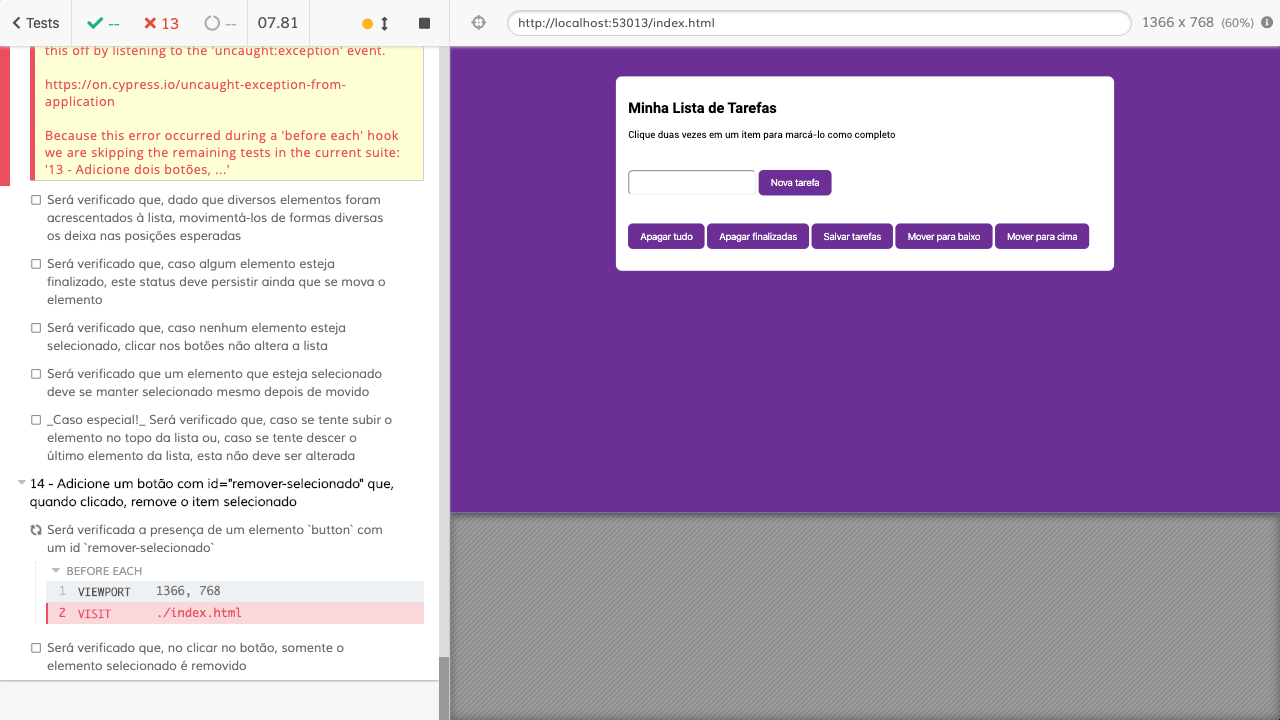 Tests
--
13
--
07.81
http://localhost:53013/index.html
1366 x 768 (60%)
this off by listening to the 'uncaught:exception' event.
https://on.cypress.io/uncaught-exception-from-
application
Because this error occurred during a 'before each' hook
we are skipping the remaining tests in the current suite:
'13 - Adicione dois botões, ...'
Será verificado que, dado que diversos elementos foram
acrescentados à lista, movimentá-los de formas diversas
os deixa nas posições esperadas
Será verificado que, caso algum elemento esteja
finalizado, este status deve persistir ainda que se mova o
elemento
Será verificado que, caso nenhum elemento esteja
selecionado, clicar nos botões não altera a lista
Será verificado que um elemento que esteja selecionado
deve se manter selecionado mesmo depois de movido
_Caso especial!_ Será verificado que, caso se tente subir o
elemento no topo da lista ou, caso se tente descer o
último elemento da lista, esta não deve ser alterada
14 - Adicione um botão com id="remover-selecionado" que,
quando clicado, remove o item selecionado
Será verificada a presença de um elemento `button` com
um id `remover-selecionado`
BEFORE EACH
1 VIEWPORT 1366, 768
2 VISIT ./index.html
Será verificado que, no clicar no botão, somente o
elemento selecionado é removido
Minha Lista de Tarefas
Clique duas vezes em um item para marcá-lo como completo
Nova tarefa
Apagar tudo
Apagar finalizadas
Salvar tarefas
Mover para baixo
Mover para cima